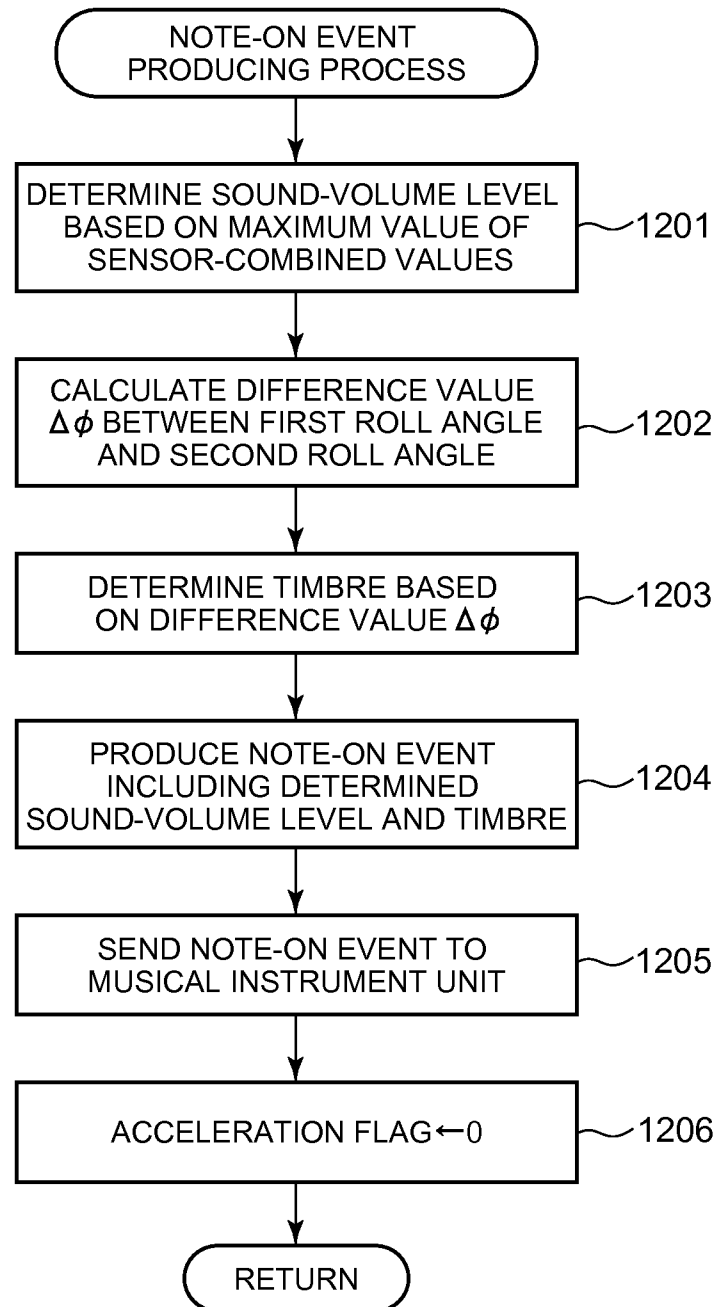 NOTE-ON EVENT
PRODUCING PROCESS
DETERMINE SOUND-VOLUME LEVEL
BASED ON MAXIMUM VALUE OF
SENSOR-COMBINED VALUES
1201
CALCULATE DIFFERENCE VALUE
Δϕ BETWEEN FIRST ROLL ANGLE
AND SECOND ROLL ANGLE
1202
DETERMINE TIMBRE BASED
ON DIFFERENCE VALUE Δϕ
1203
PRODUCE NOTE-ON EVENT
INCLUDING DETERMINED
SOUND-VOLUME LEVEL AND TIMBRE
1204
SEND NOTE-ON EVENT TO
MUSICAL INSTRUMENT UNIT
1205
ACCELERATION FLAG←0
1206
RETURN